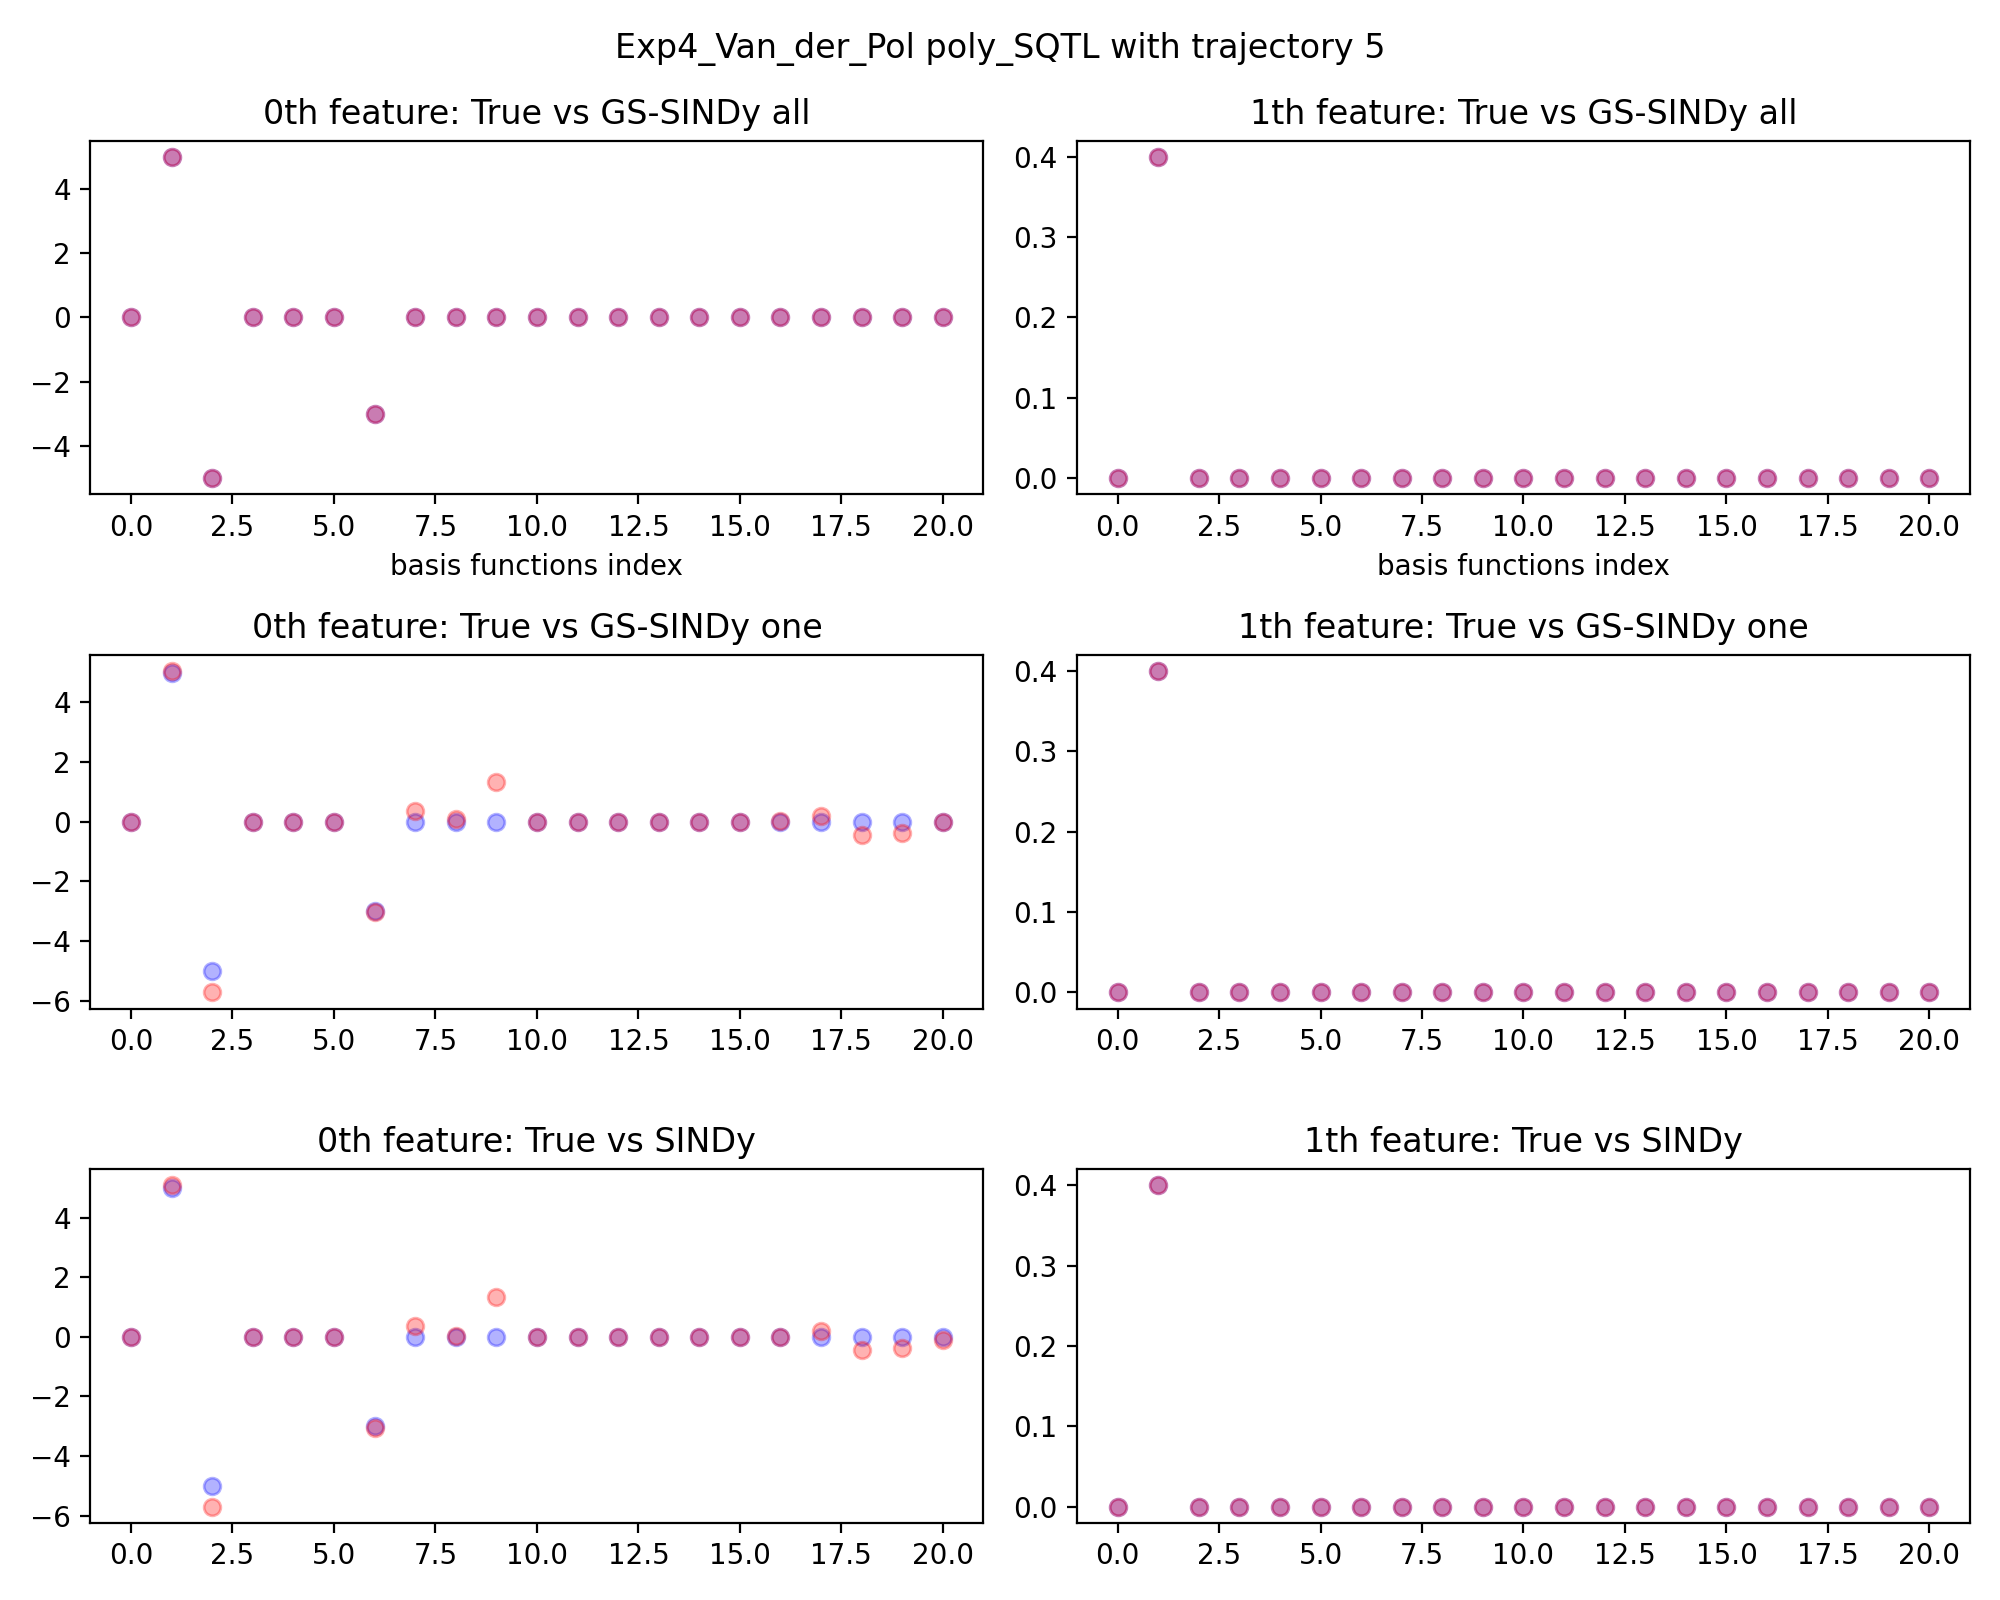 Exp4_Van_der_Pol poly_SQTL with trajectory 5
0th feature: True vs GS-SINDy all
4
2
0
−2
−4
0.0 2.5 5.0 7.5 10.0 12.5 15.0 17.5 20.0
basis functions index
1th feature: True vs GS-SINDy all
0.4
0.3
0.2
0.1
0.0
0.0 2.5 5.0 7.5 10.0 12.5 15.0 17.5 20.0
basis functions index
0th feature: True vs GS-SINDy one
4
2
0
−2
−4
−6
0.0 2.5 5.0 7.5 10.0 12.5 15.0 17.5 20.0
1th feature: True vs GS-SINDy one
0.4
0.3
0.2
0.1
0.0
0.0 2.5 5.0 7.5 10.0 12.5 15.0 17.5 20.0
0th feature: True vs SINDy
4
2
0
−2
−4
−6
0.0 2.5 5.0 7.5 10.0 12.5 15.0 17.5 20.0
1th feature: True vs SINDy
0.4
0.3
0.2
0.1
0.0
0.0 2.5 5.0 7.5 10.0 12.5 15.0 17.5 20.0